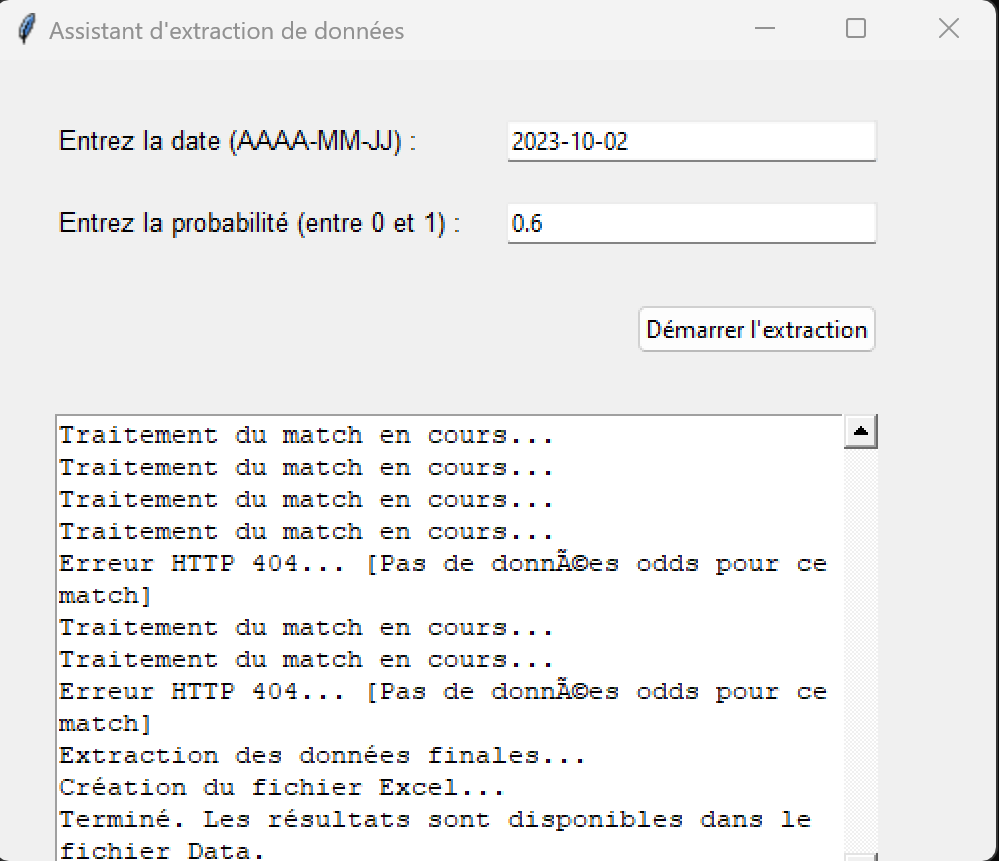 Assistant d'extraction de données
Entrez la date (AAAA-MM-JJ) :
2023-10-02
Entrez la probabilité (entre 0 et 1) :
0.6
Démarrer l'extraction
Traitement du match en cours...
Traitement du match en cours...
Traitement du match en cours...
Traitement du match en cours...
Erreur HTTP 404... [Pas de donnÃ©es odds pour ce
match]
Traitement du match en cours...
Traitement du match en cours...
Erreur HTTP 404... [Pas de donnÃ©es odds pour ce
match]
Extraction des données finales...
Création du fichier Excel...
Terminé. Les résultats sont disponibles dans le
fichier Data.